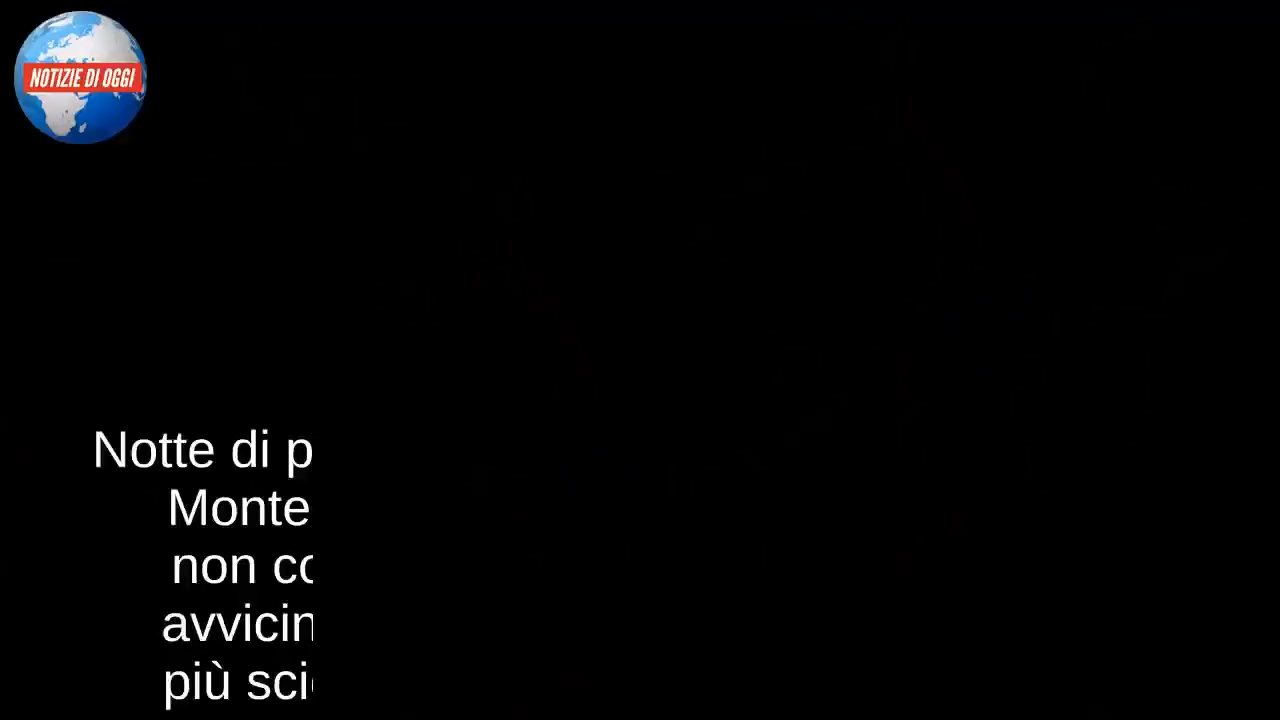 NOTIZIE DI OGGI
Notte di p
Monte
non co
avvicin
più sci